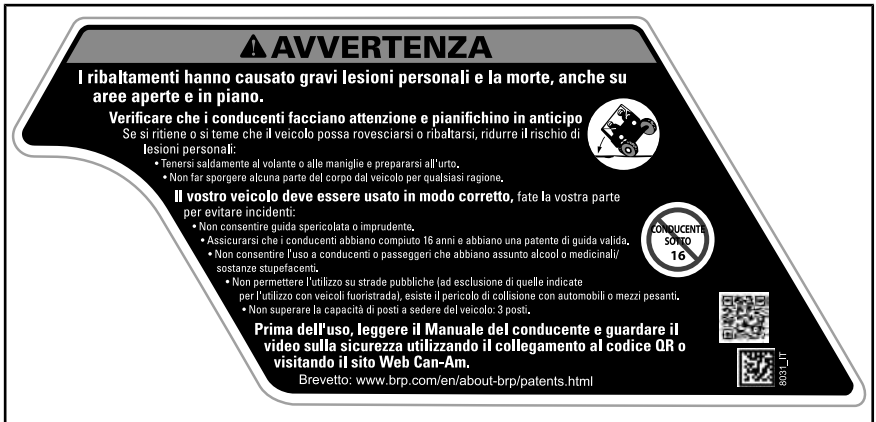 AVVERTENZA
I ribaltamenti hanno causato gravi lesioni personali e la morte, anche su
aree aperte e in piano.
Verificare che i conducenti facciano attenzione e pianifichino in anticipo
Se si ritiene o si teme che il veicolo possa rovesciarsi o ribaltarsi, ridurre il rischio di
lesioni personali:
• Tenersi saldamente al volante o alle maniglie e prepararsi all'urto.
• Non far sporgere alcuna parte del corpo dal veicolo per qualsiasi ragione.
Il vostro veicolo deve essere usato in modo corretto, fate la vostra parte
per evitare incidenti:
• Non consentire guida spericolata o imprudente.
• Assicurarsi che i conducenti abbiano compiuto 16 anni e abbiano una patente di guida valida.
• Non consentire l'uso a conducenti o passeggeri che abbiano assunto alcool o medicinali/
sostanze stupefacenti.
• Non permettere l'utilizzo su strade pubbliche (ad esclusione di quelle indicate
per l'utilizzo con veicoli fuoristrada), esiste il pericolo di collisione con automobili o mezzi pesanti.
• Non superare la capacità di posti a sedere del veicolo: 3 posti.
CONDUCENTE
SOTTO
16
Prima dell'uso, leggere il Manuale del conducente e guardare il
video sulla sicurezza utilizzando il collegamento al codice QR o
visitando il sito Web Can-Am.
Brevetto: www.brp.com/en/about-brp/patents.html
8031_IT